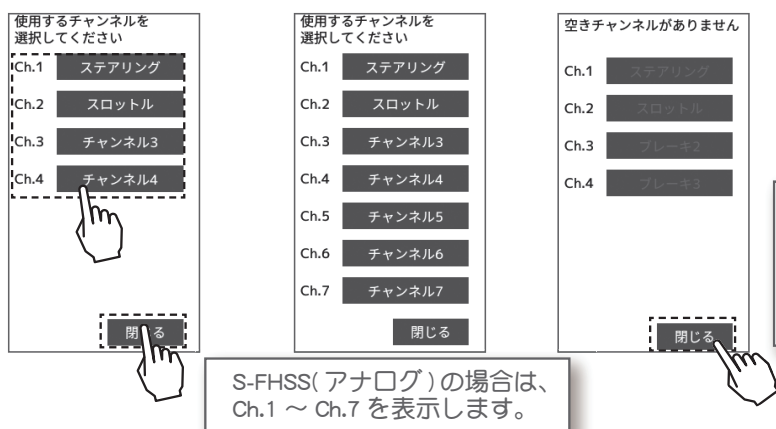 使用するチャンネルを
選択してください
Ch.1 ステアリング
Ch.2 スロットル
Ch.3 チャンネル3
Ch.4 チャンネル4
閉じる
使用するチャンネルを
選択してください
Ch.1 ステアリング
Ch.2 スロットル
Ch.3 チャンネル3
Ch.4 チャンネル4
Ch.5 チャンネル5
Ch.6 チャンネル6
Ch.7 チャンネル7
閉じる
空きチャンネルがありません
Ch.1 ステアリング
Ch.2 スロットル
Ch.3 ブレーキ2
Ch.4 ブレーキ3
閉じる
S-FHSS(アナログ)の場合は、
Ch.1 ～ Ch.7 を表示します。